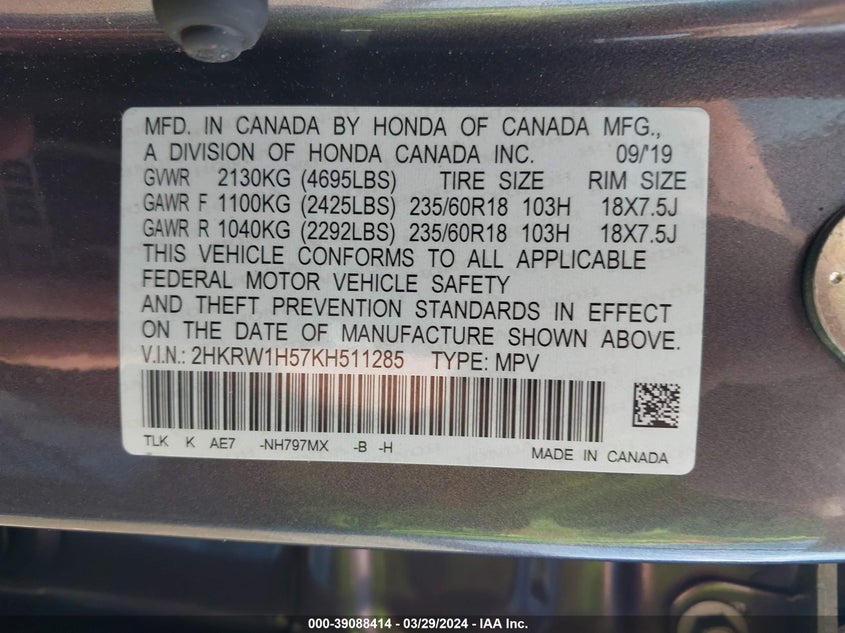 MFD. IN CANADA BY HONDA OF CANADA MFG.,
A DIVISION OF HONDA CANADA INC. 09/'19
GVWR 2130KG (4695LBS) TIRE SIZE RIM SIZE
GAWR F 1100KG (2425LBS) 235/60R18 103H 18X7.5J
GAWR R 1040KG (2292LBS) 235/60R18 103H 18X7.5J
THIS VEHICLE CONFORMS TO ALL APPLICABLE
FEDERAL MOTOR VEHICLE SAFETY
AND THEFT PREVENTION STANDARDS IN EFFECT
ON THE DATE OF MANUFACTURE SHOWN ABOVE.
V.I.N.: 2HKRW1H57KH511285 TYPE: MPV
TLK K AE7 -NH797MX -B -H
MADE IN CANADA
000-39088414 — 03/29/2024 — IAA Inc.